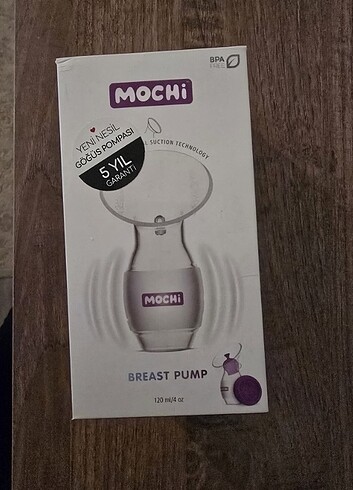 BPA
FREE
MOCHi
YENİ NESİL
GÖĞÜS POMPASI
5 YIL
GARANTİ
SUCTION TECHNOLOGY
MOCHi
BREAST PUMP
120 ml/4 oz